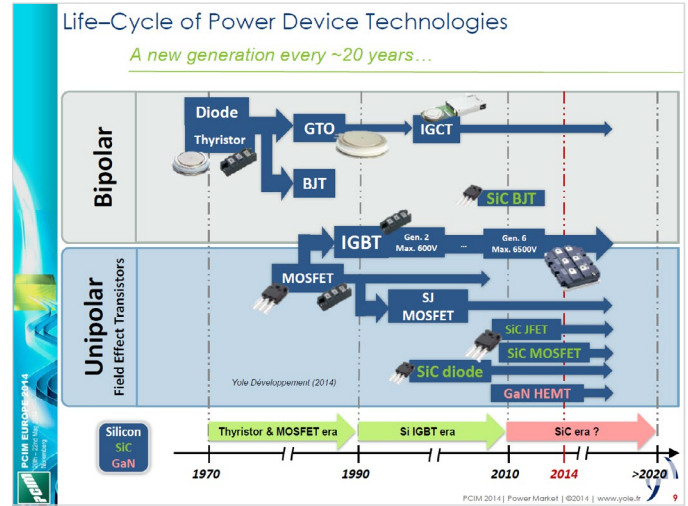 Life–Cycle of Power Device Technologies
A new generation every ~20 years…
Bipolar
Diode
Thyristor
GTO
IGCT
BJT
SiC BJT
IGBT
Gen. 2
Max. 600V
...
Gen. 6
Max. 6500V
Unipolar
Field Effect Transistors
MOSFET
SJ
MOSFET
SiC JFET
SiC MOSFET
SiC diode
GaN HEMT
Yole Développement (2014)
Silicon
SiC
GaN
Thyristor & MOSFET era
Si IGBT era
SiC era ?
1970
1990
2010
2014
>2020
PCIM EUROPE 2014
PCIM
PCIM 2014| Power Market | ©2014 | www.yole.fr
9